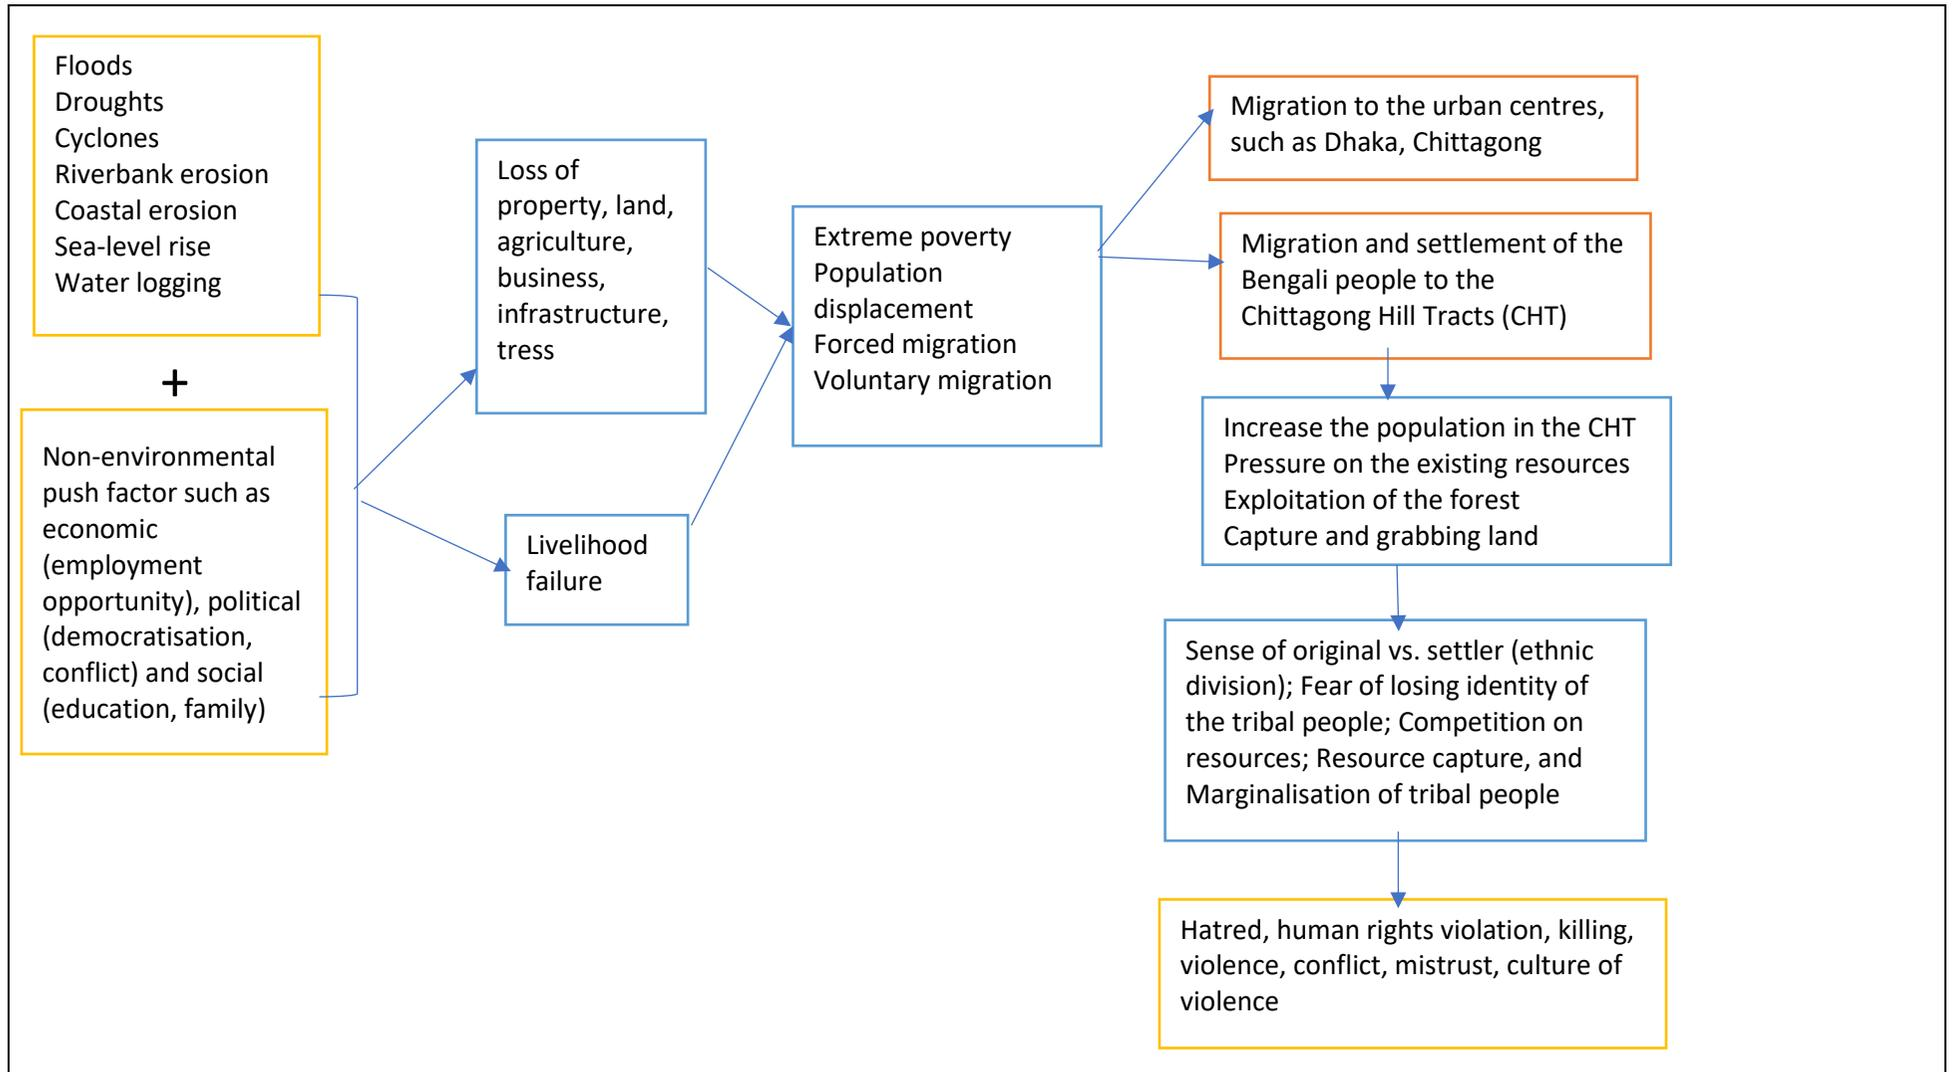 Floods
Droughts
Cyclones
Riverbank erosion
Coastal erosion
Sea-level rise
Water logging
+
Non-environmental
push factor such as
economic
(employment
opportunity), political
(democratisation,
conflict) and social
(education, family)
Loss of
property, land,
agriculture,
business,
infrastructure,
tress
Livelihood
failure
Extreme poverty
Population
displacement
Forced migration
Voluntary migration
Migration to the urban centres,
such as Dhaka, Chittagong
Migration and settlement of the
Bengali people to the
Chittagong Hill Tracts (CHT)
Increase the population in the CHT
Pressure on the existing resources
Exploitation of the forest
Capture and grabbing land
Sense of original vs. settler (ethnic
division); Fear of losing identity of
the tribal people; Competition on
resources; Resource capture, and
Marginalisation of tribal people
Hatred, human rights violation, killing,
violence, conflict, mistrust, culture of
violence